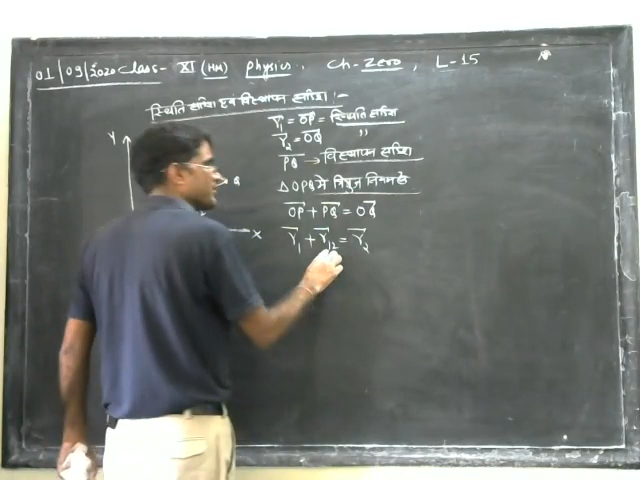 01/09/2020 Class- XI (HM) Physics. Ch-Zero, L-15
स्थिति सदिश एवं विस्थापन सदिश :-
Y
r₁ = OP = स्थिति सदिश
r₂ = OQ = "
PQ → विस्थापन सदिश
Q
△OPQ में त्रिभुज नियम से
OP + PQ = OQ
X
r₁ + r₁₂ = r₂